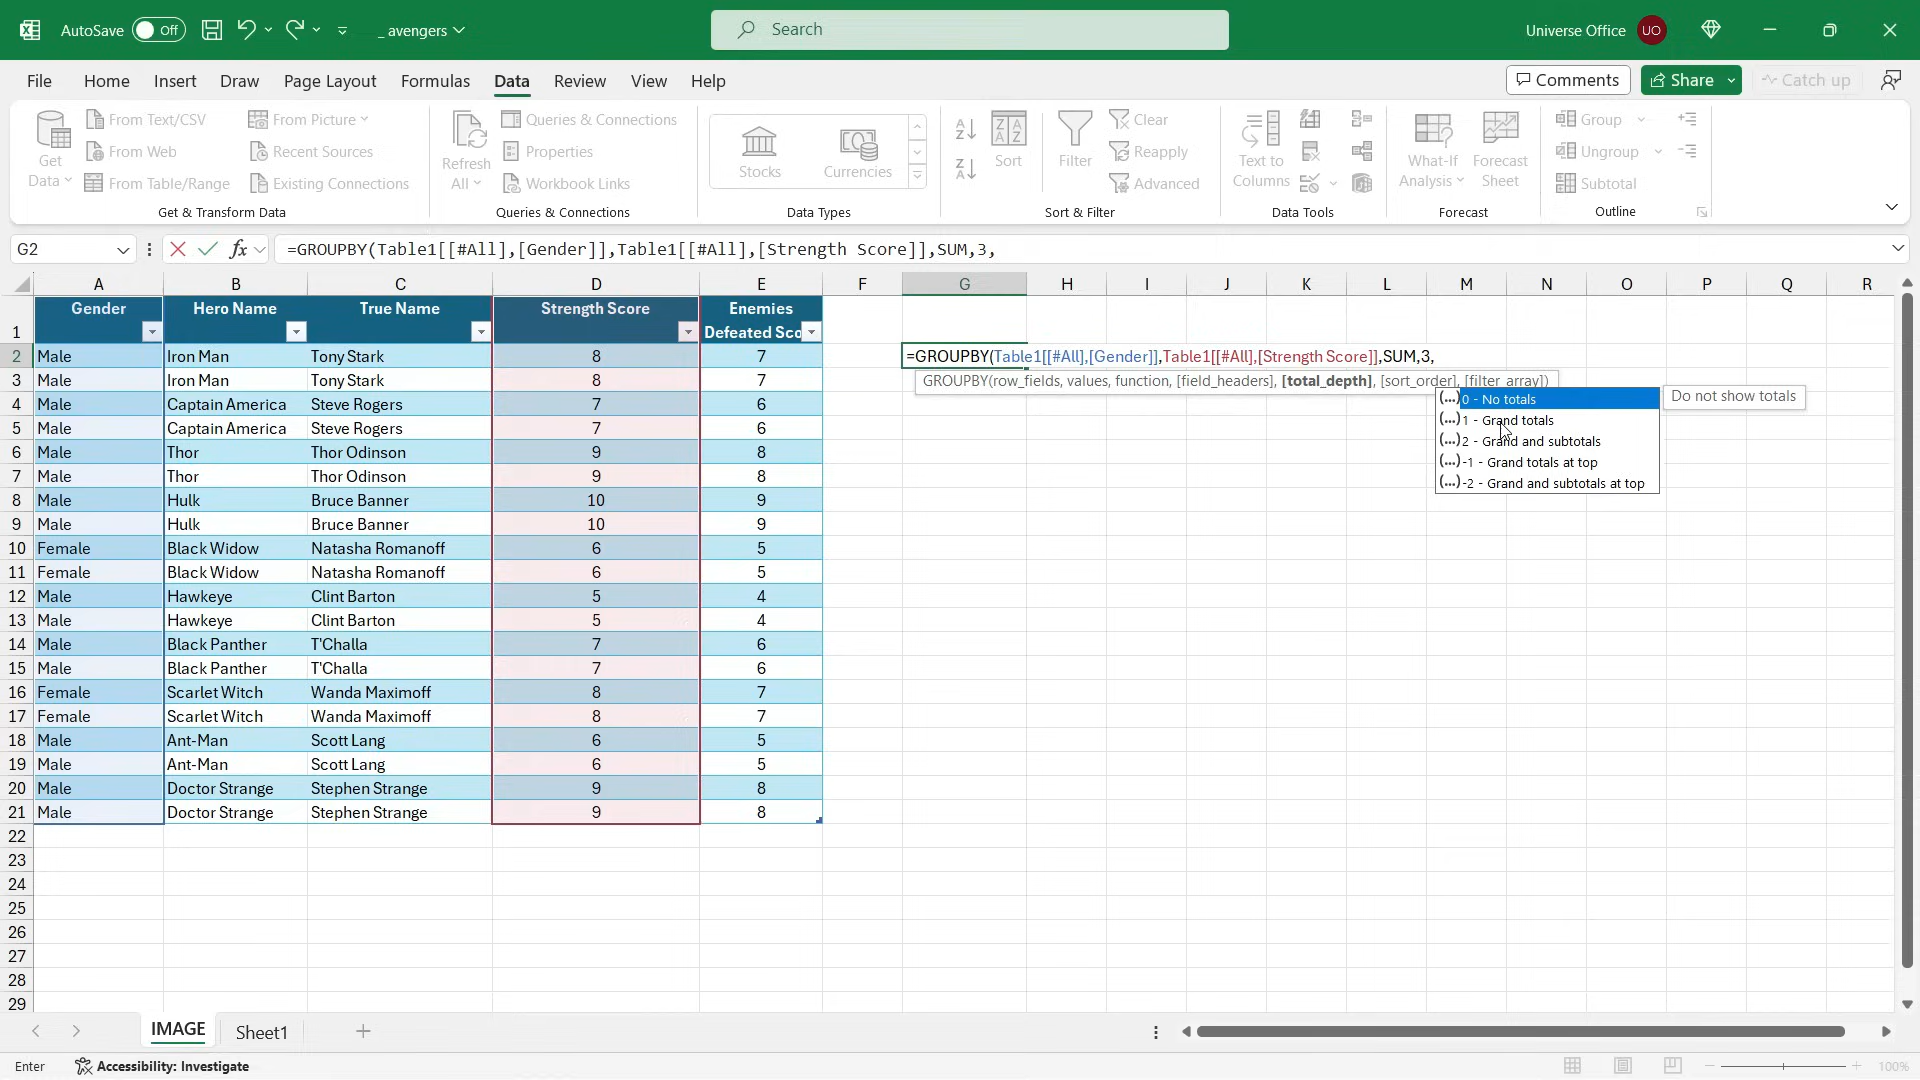 AutoSave Off _ avengers Search Universe Office UO
File Home Insert Draw Page Layout Formulas Data Review View Help Comments Share Catch up
Get Data
From Text/CSV
From Web
From Table/Range
From Picture
Recent Sources
Existing Connections
Get & Transform Data
Refresh All
Queries & Connections
Properties
Workbook Links
Queries & Connections
Stocks Currencies
Data Types
Sort
Filter
Clear
Reapply
Advanced
Sort & Filter
Text to Columns
Data Tools
What-If Analysis
Forecast Sheet
Forecast
Group
Ungroup
Subtotal
Outline
G2 fx =GROUPBY(Table1[[#All],[Gender]],Table1[[#All],[Strength Score]],SUM,3,
A B C D E F G H I J K L M N O P Q R
1 Gender Hero Name True Name Strength Score Enemies Defeated Sco
2 Male Iron Man Tony Stark 8 7 =GROUPBY(Table1[[#All],[Gender]],Table1[[#All],[Strength Score]],SUM,3,
3 Male Iron Man Tony Stark 8 7 GROUPBY(row_fields, values, function, [field_headers], [total_depth], [sort_order], [filter_array])
0 - No totals Do not show totals
1 - Grand totals
2 - Grand and subtotals
-1 - Grand totals at top
-2 - Grand and subtotals at top
4 Male Captain America Steve Rogers 7 6
5 Male Captain America Steve Rogers 7 6
6 Male Thor Thor Odinson 9 8
7 Male Thor Thor Odinson 9 8
8 Male Hulk Bruce Banner 10 9
9 Male Hulk Bruce Banner 10 9
10 Female Black Widow Natasha Romanoff 6 5
11 Female Black Widow Natasha Romanoff 6 5
12 Male Hawkeye Clint Barton 5 4
13 Male Hawkeye Clint Barton 5 4
14 Male Black Panther T'Challa 7 6
15 Male Black Panther T'Challa 7 6
16 Female Scarlet Witch Wanda Maximoff 8 7
17 Female Scarlet Witch Wanda Maximoff 8 7
18 Male Ant-Man Scott Lang 6 5
19 Male Ant-Man Scott Lang 6 5
20 Male Doctor Strange Stephen Strange 9 8
21 Male Doctor Strange Stephen Strange 9 8
22
23
24
25
26
27
28
29
IMAGE Sheet1
Enter Accessibility: Investigate 100%